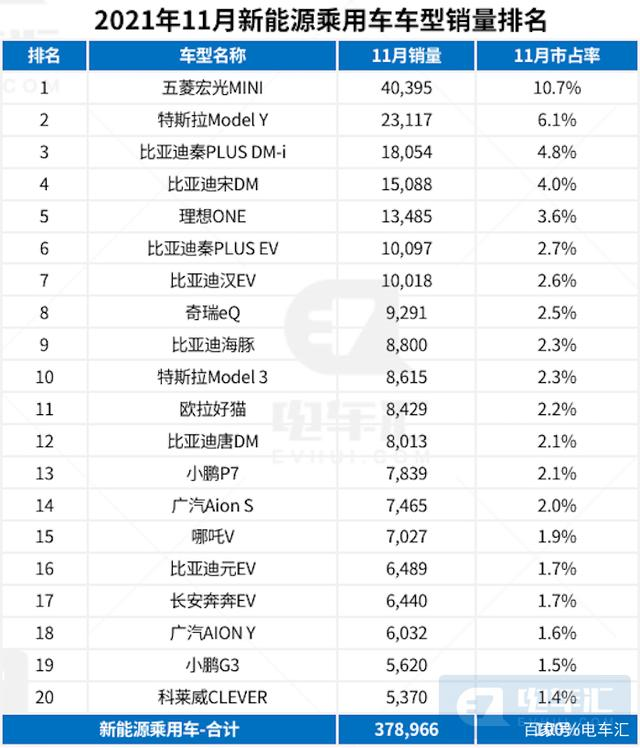 2021年11月新能源乘用车车型销量排名
排名 车型名称 11月销量 11月市占率
1 五菱宏光MINI 40,395 10.7%
2 特斯拉Model Y 23,117 6.1%
3 比亚迪秦PLUS DM-i 18,054 4.8%
4 比亚迪宋DM 15,088 4.0%
5 理想ONE 13,485 3.6%
6 比亚迪秦PLUS EV 10,097 2.7%
7 比亚迪汉EV 10,018 2.6%
8 奇瑞eQ 9,291 2.5%
9 比亚迪海豚 8,800 2.3%
10 特斯拉Model 3 8,615 2.3%
11 欧拉好猫 8,429 2.2%
12 比亚迪唐DM 8,013 2.1%
13 小鹏P7 7,839 2.1%
14 广汽Aion S 7,465 2.0%
15 哪吒V 7,027 1.9%
16 比亚迪元EV 6,489 1.7%
17 长安奔奔EV 6,440 1.7%
18 广汽AION Y 6,032 1.6%
19 小鹏G3 5,620 1.5%
20 科莱威CLEVER 5,370 1.4%
新能源乘用车-合计 378,966
电车汇
EVHUI.COM
电车汇
百家号/电车汇